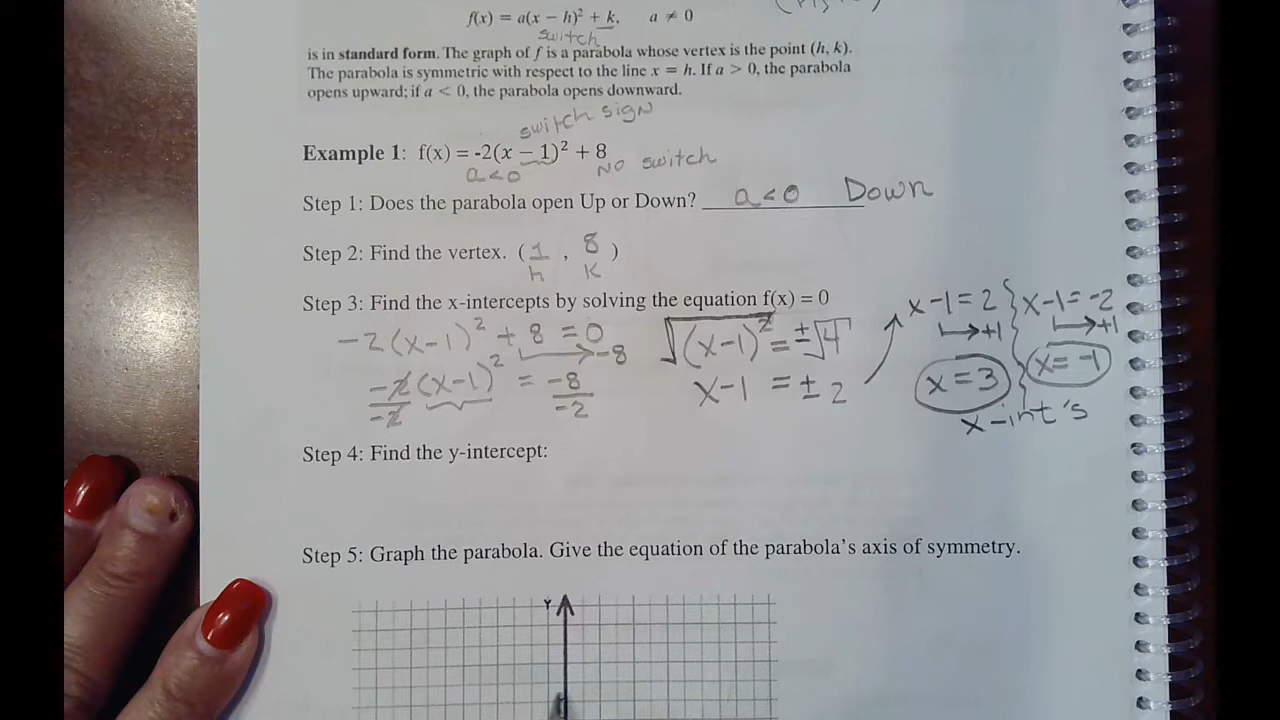 f(x) = a(x − h)² + k, a ≠ 0
switch
is in standard form. The graph of f is a parabola whose vertex is the point (h, k).
The parabola is symmetric with respect to the line x = h. If a > 0, the parabola
opens upward; if a < 0, the parabola opens downward.
switch sign
Example 1: f(x) = -2(x − 1)² + 8
a<0 NO switch
Step 1: Does the parabola open Up or Down? a<0 Down
Step 2: Find the vertex. (1, 8)
h k
Step 3: Find the x-intercepts by solving the equation f(x) = 0
-2(x-1)² + 8 = 0
-8
-2(x-1)² = -8
-2 -2
√(x-1)² = ±√4
x-1 = ±2
x-1=2
+1
x=3
x-1=-2
+1
x=-1
x-int's
Step 4: Find the y-intercept:
Step 5: Graph the parabola. Give the equation of the parabola's axis of symmetry.
Y